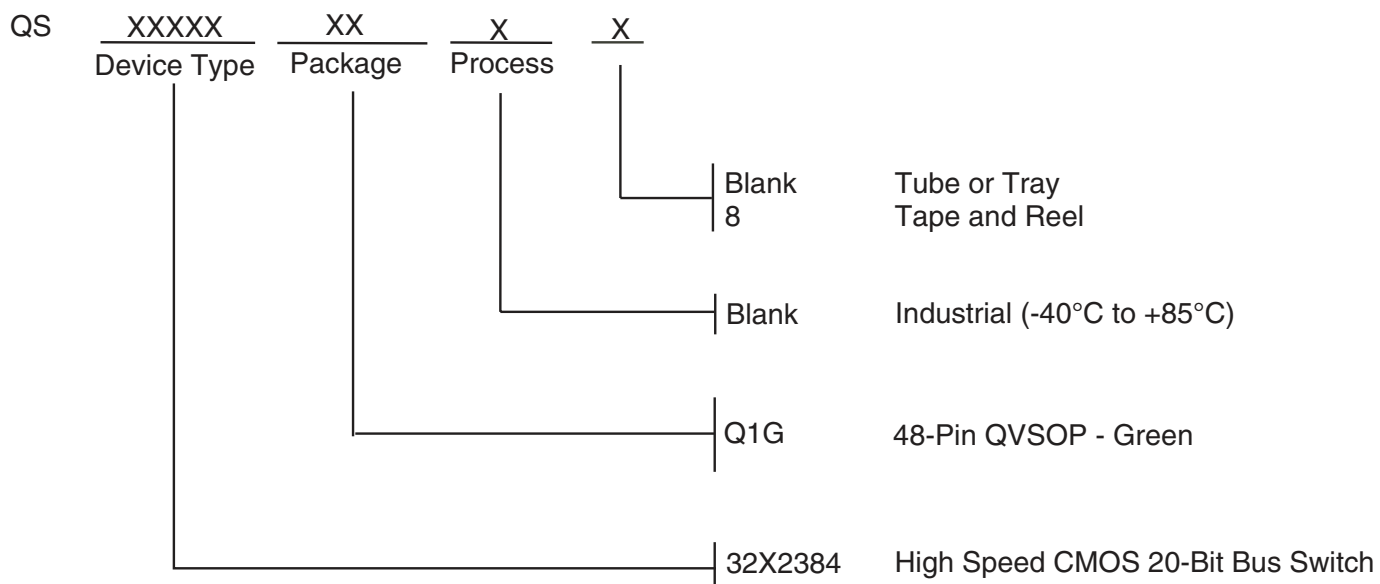 QS XXXXX XX X X
Device Type Package Process
Blank Tube or Tray
8 Tape and Reel
Blank Industrial (-40°C to +85°C)
Q1G 48-Pin QVSOP - Green
32X2384 High Speed CMOS 20-Bit Bus Switch